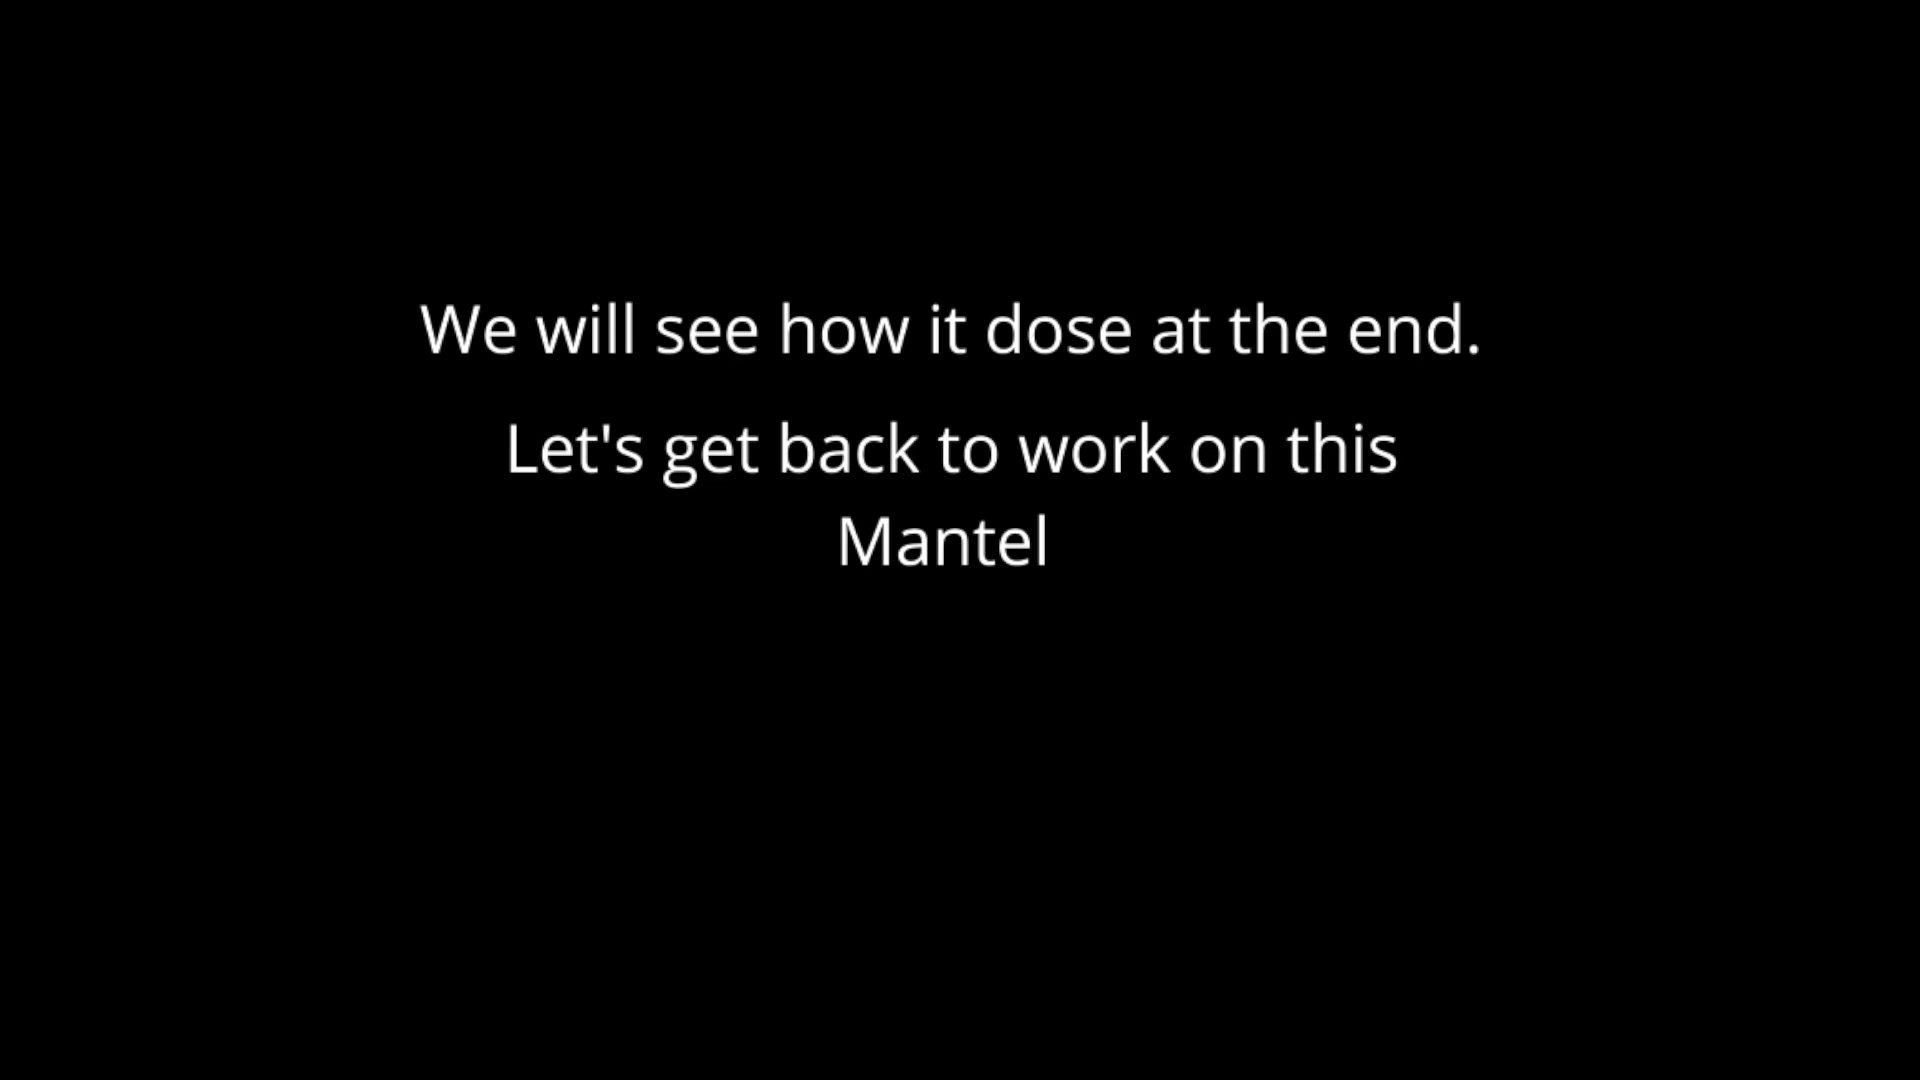 We will see how it dose at the end.
Let's get back to work on this
Mantel